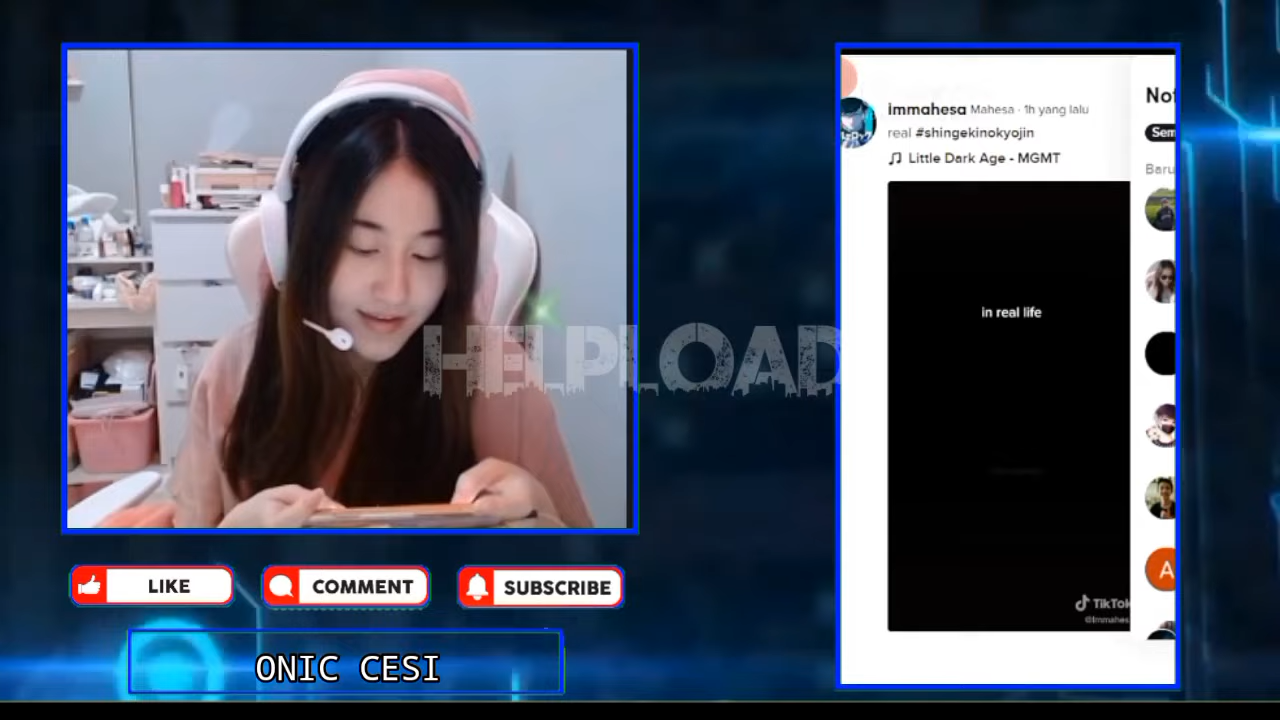 immahesa Mahesa · 1h yang lalu
real #shingekinokyojin
Little Dark Age - MGMT
in real life
TikTok
@immahes
Not
Sem
Baru
A
HELPLOAD
LIKE
COMMENT
SUBSCRIBE
ONIC CESI